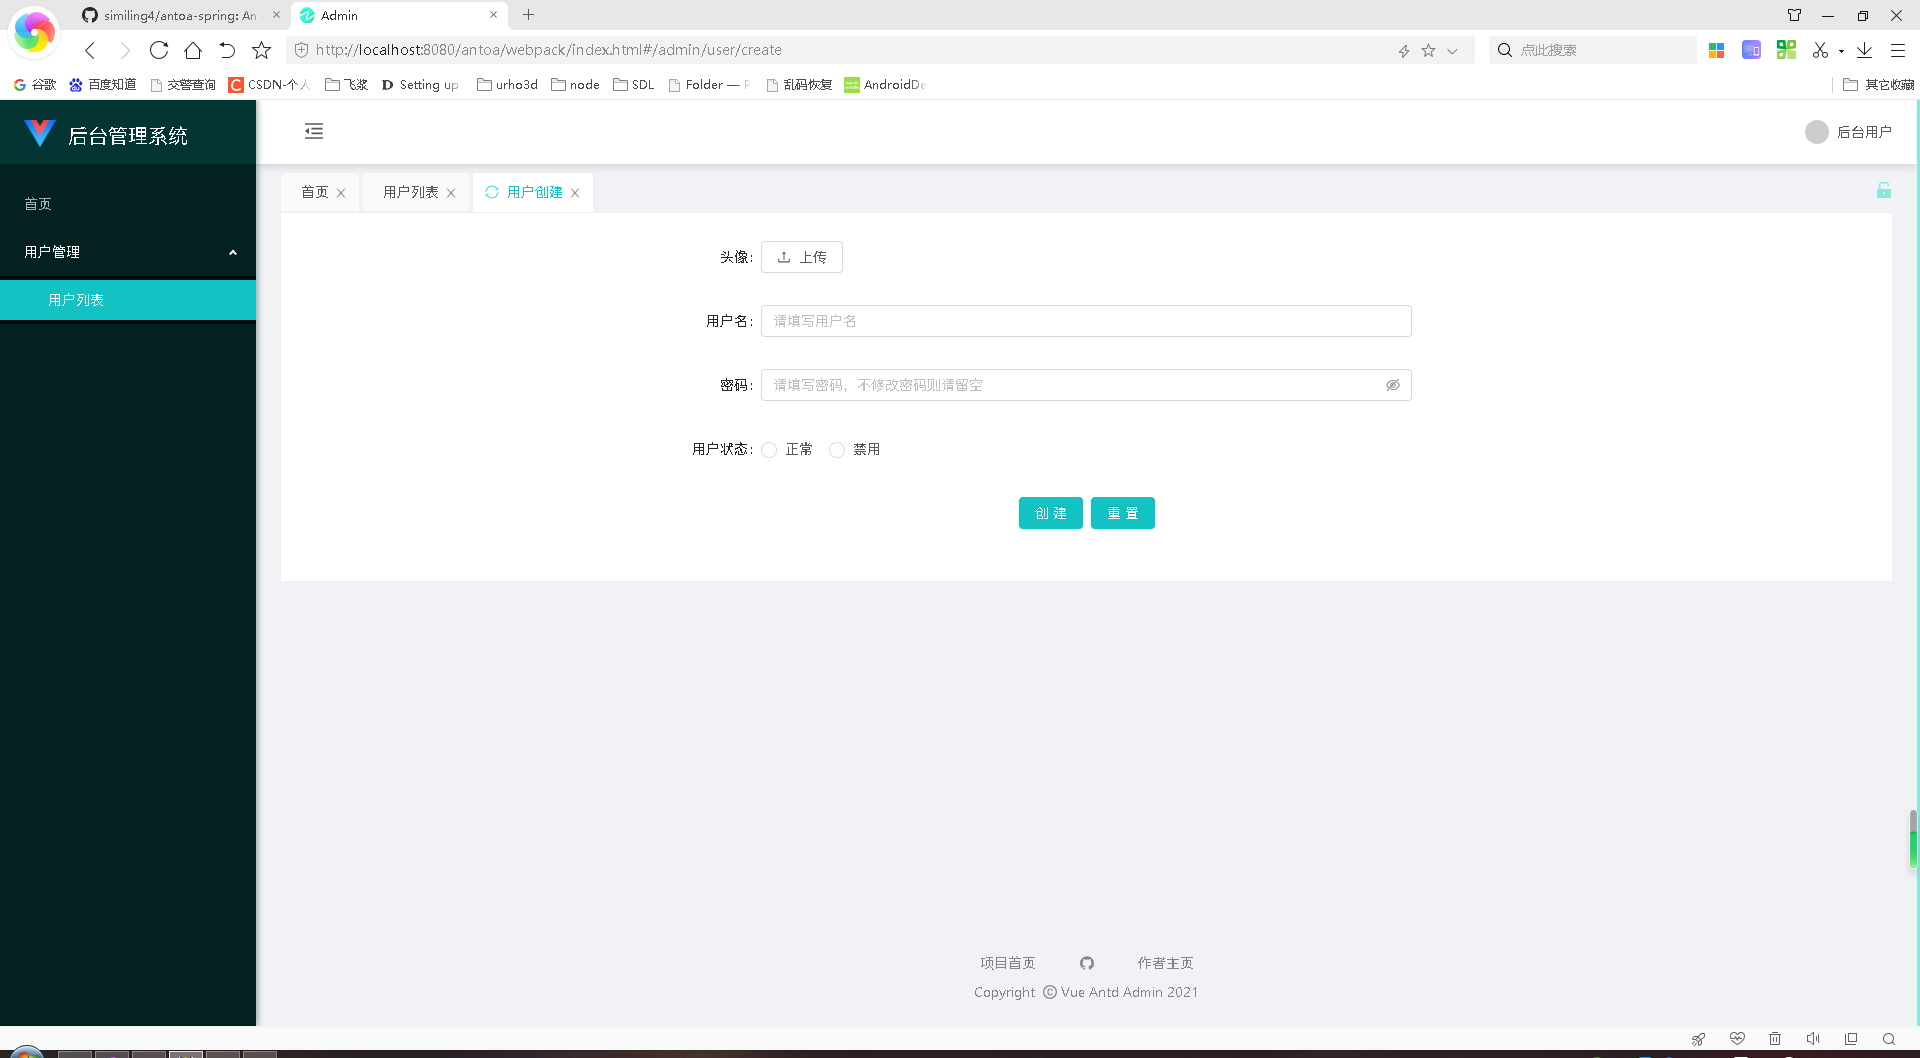 similing4/antoa-spring: An
Admin
http://localhost:8080/antoa/webpack/index.html#/admin/user/create
点此搜索
谷歌
百度知道
交警查询
CSDN-个人
飞桨
Setting up
urho3d
node
SDL
Folder —
乱码恢复
AndroidDe
其它收藏
后台管理系统
后台用户
首页
用户管理
用户列表
首页
用户列表
用户创建
头像:
上传
用户名:
请填写用户名
密码:
请填写密码，不修改密码则请留空
用户状态:
正常
禁用
创 建
重 置
项目首页
作者主页
Copyright © Vue Antd Admin 2021